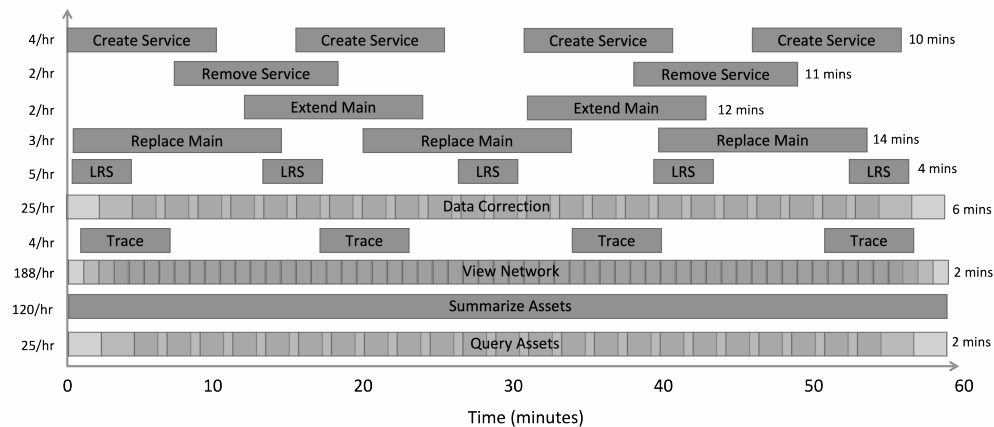 4/hr Create Service Create Service Create Service Create Service 10 mins
2/hr Remove Service Remove Service 11 mins
2/hr Extend Main Extend Main 12 mins
3/hr Replace Main Replace Main Replace Main 14 mins
5/hr LRS LRS LRS LRS LRS 4 mins
25/hr Data Correction 6 mins
4/hr Trace Trace Trace Trace
188/hr View Network 2 mins
120/hr Summarize Assets
25/hr Query Assets 2 mins
0 10 20 30 40 50 60
Time (minutes)